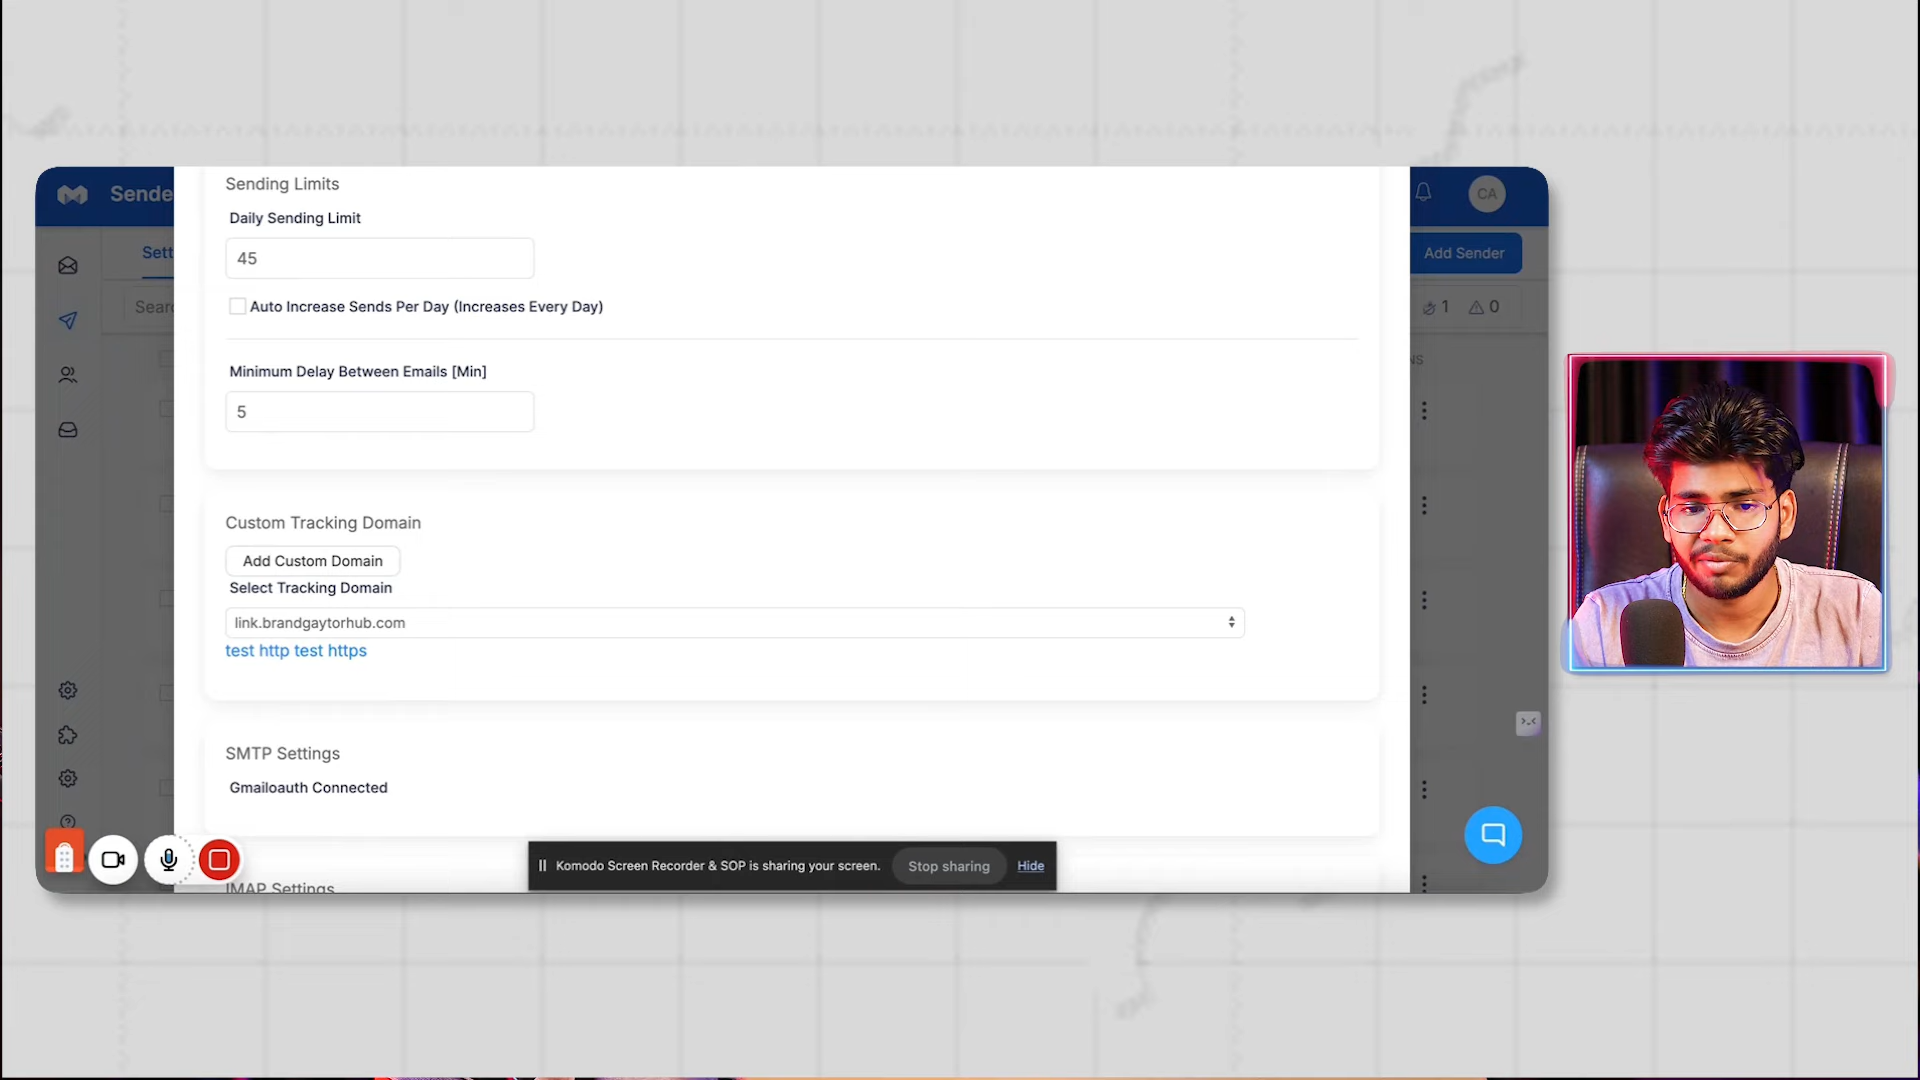 Sende
CA
Sending Limits
Daily Sending Limit
45
Sett
Add Sender
Sear
Auto Increase Sends Per Day (Increases Every Day)
1
0
NS
Minimum Delay Between Emails [Min]
5
Custom Tracking Domain
Add Custom Domain
Select Tracking Domain
link.brandgaytorhub.com
test http test https
SMTP Settings
Gmailoauth Connected
Komodo Screen Recorder & SOP is sharing your screen.
Stop sharing
Hide
IMAP Settings